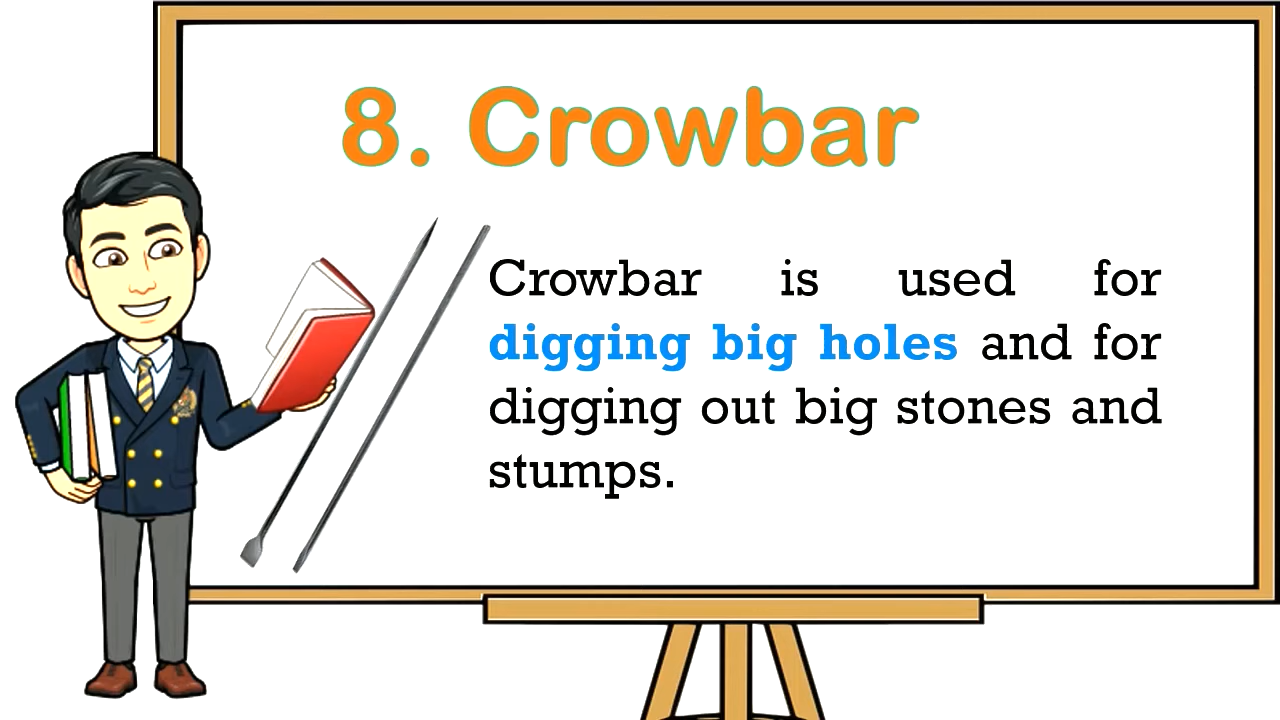 8. Crowbar
Crowbar is used for
digging big holes and for
digging out big stones and
stumps.